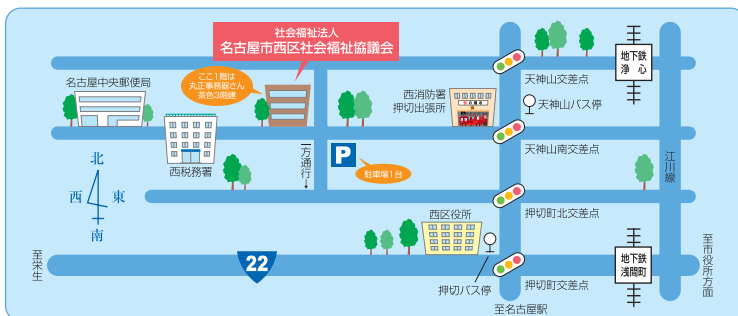 社会福祉法人
名古屋市西区社会福祉協議会
ここ1階は
丸正事務器さん
茶色3階建
名古屋中央郵便局
西税務署
西消防署
押切出張所
天神山交差点
天神山バス停
地下鉄
浄心
天神山南交差点
一方通行→
P
駐車場1台
江川線
北
西 東
南
西区役所
押切町北交差点
至栄生
22
押切バス停
押切町交差点
地下鉄
浅間町
至市役所方面
至名古屋駅